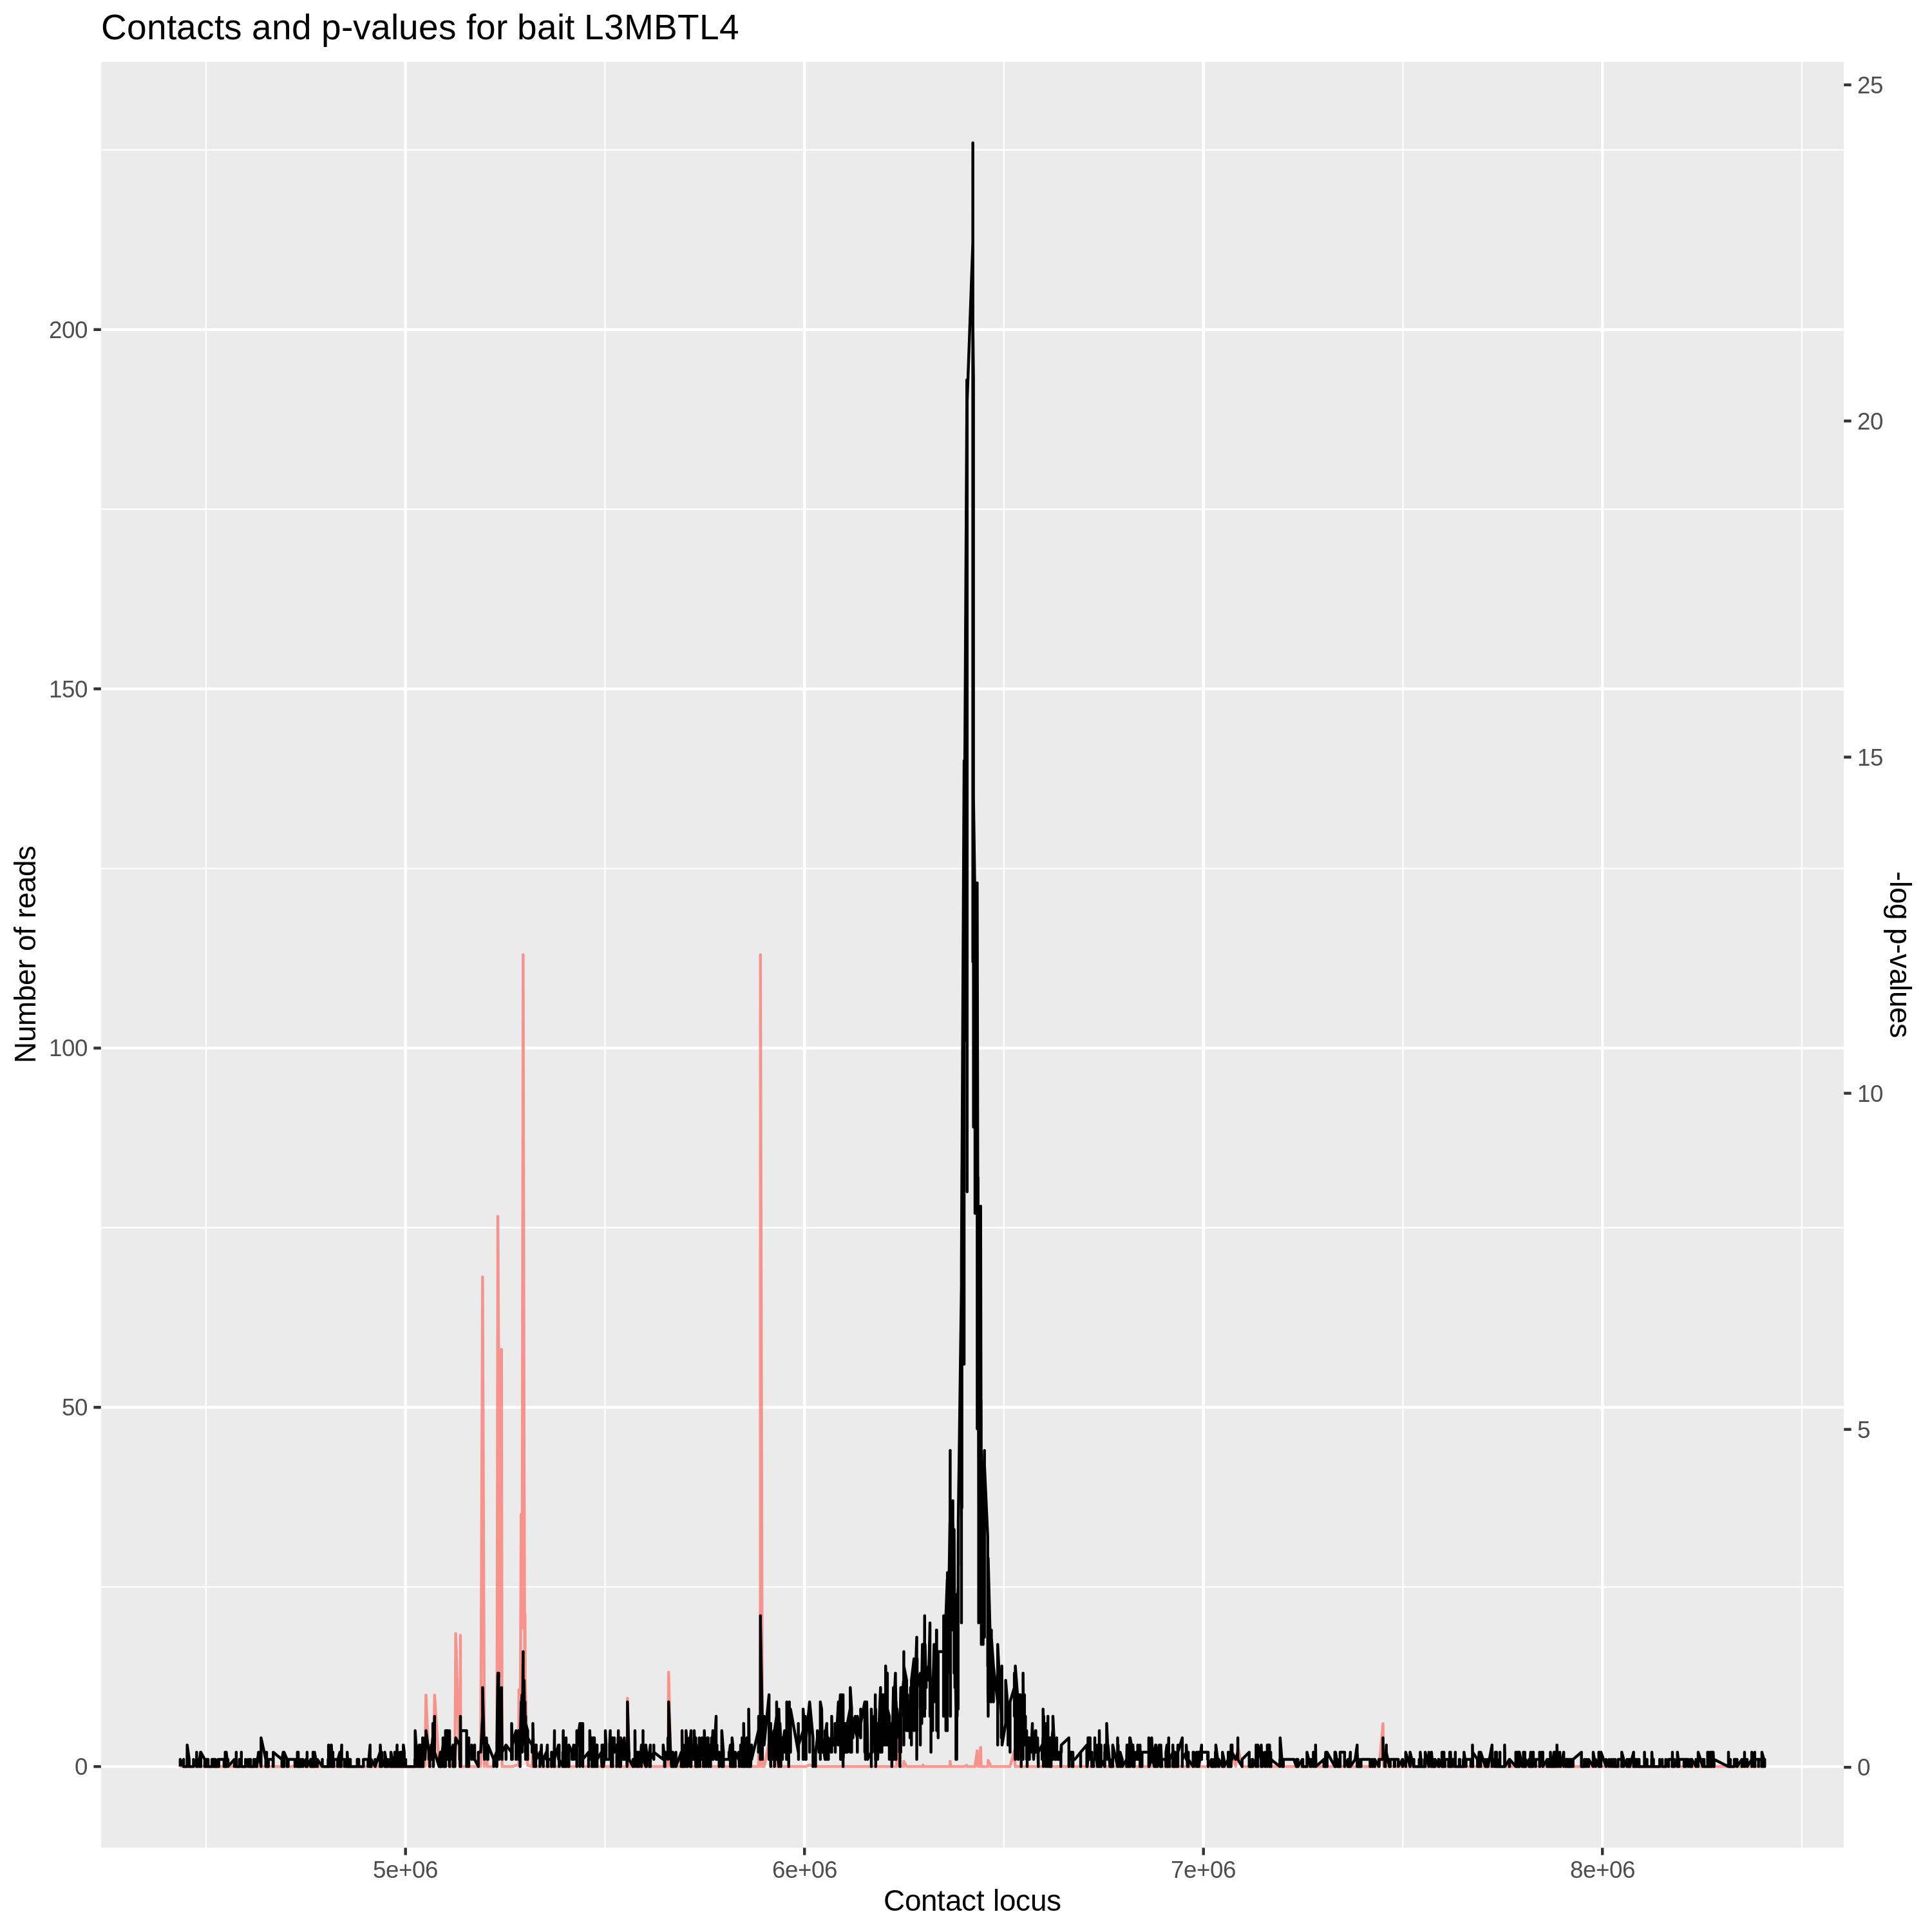 Contacts and p-values for bait L3MBTL4
Number of reads
200
150
100
50
0
25
20
15
10
5
0
-log p-values
5e+06 6e+06 7e+06 8e+06
Contact locus